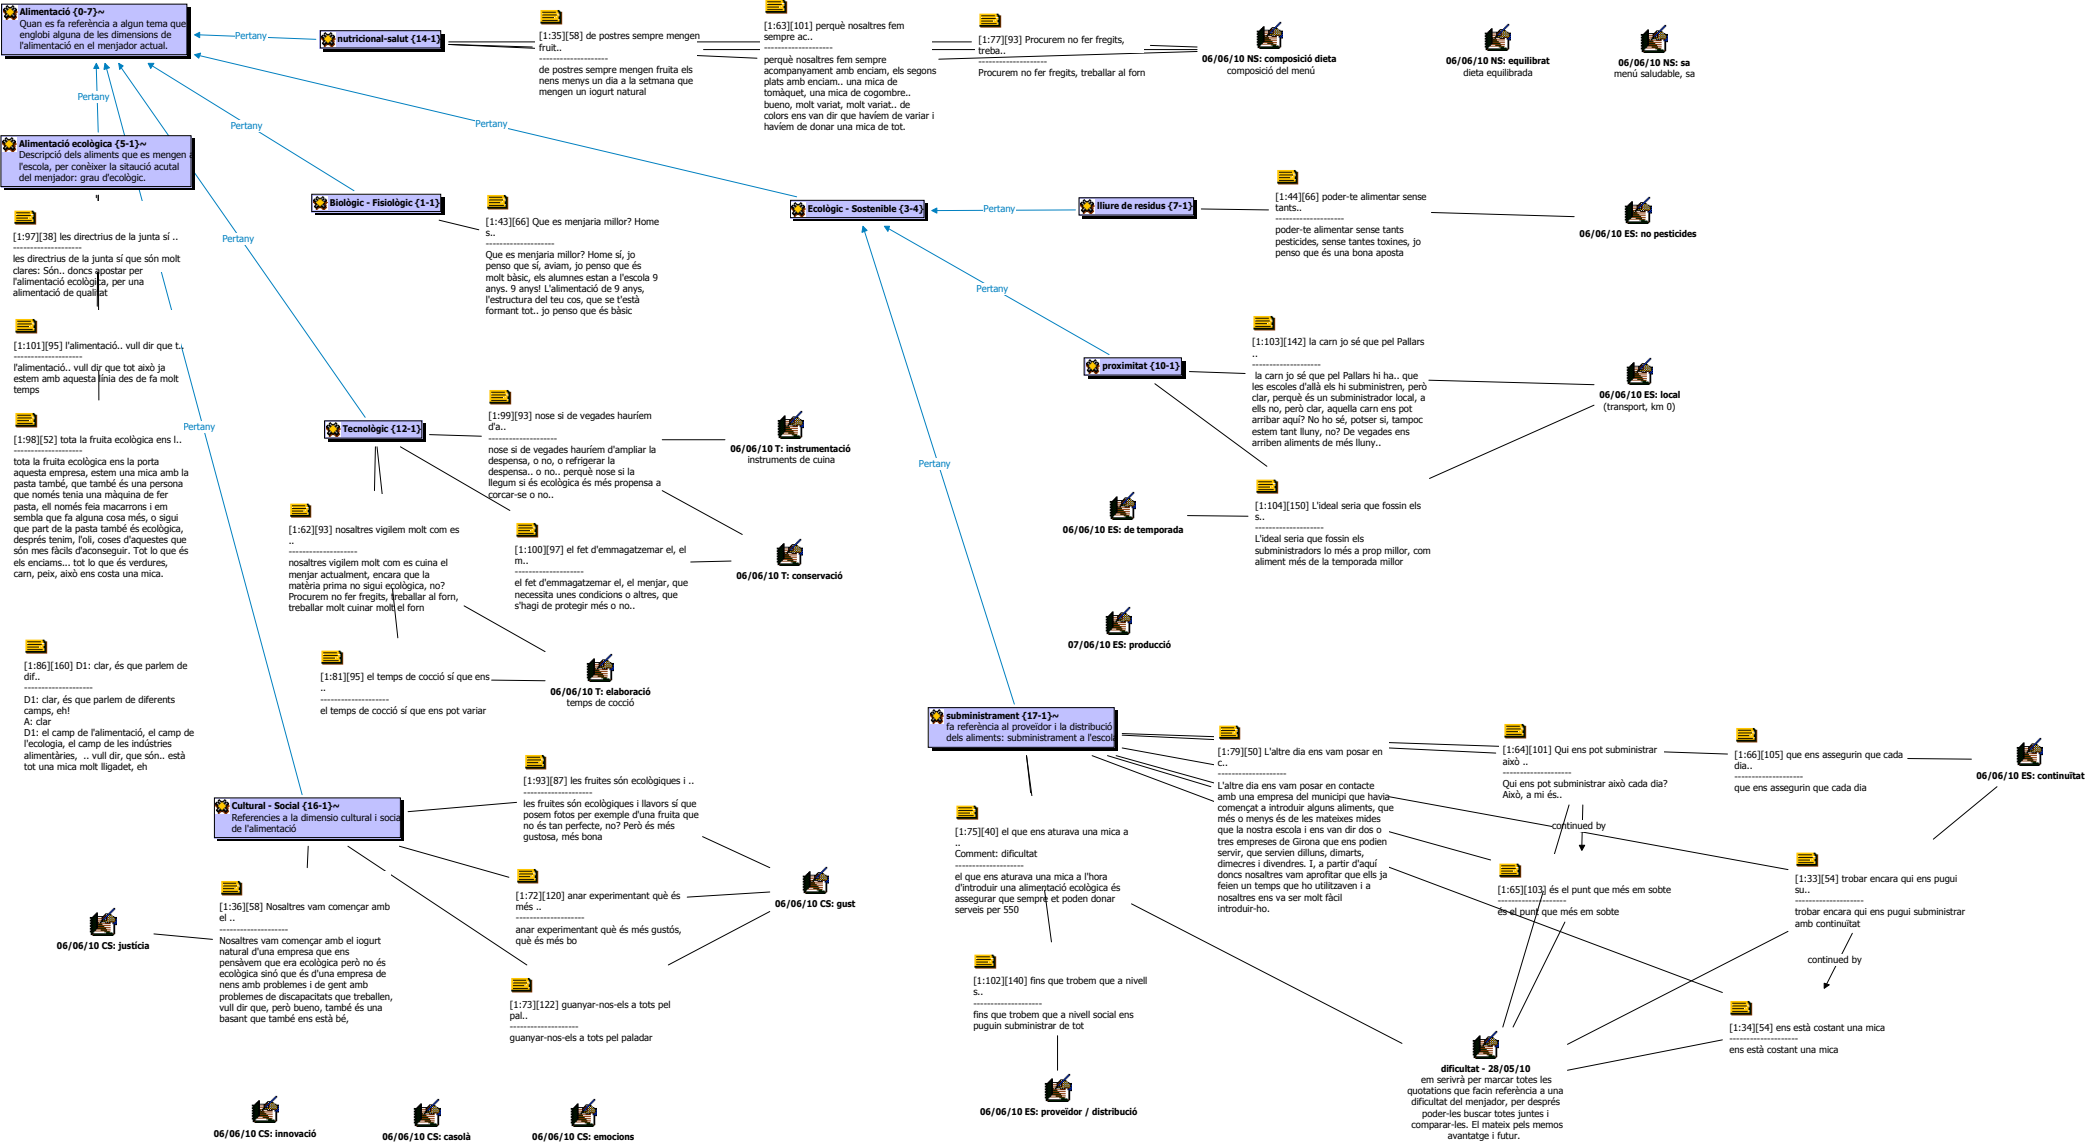 Alimentació {0-7}~
Quan es fa referència a algun tema que
englobi alguna de les dimensions de
l'alimentació en el menjador actual.
Pertany
nutricional-salut {14-1}
[1:35][58] de postres sempre mengen
fruit..
--------------------
de postres sempre mengen fruita els
nens menys un dia a la setmana que
mengen un iogurt natural
[1:63][101] perquè nosaltres fem
sempre ac..
--------------------
perquè nosaltres fem sempre
acompanyament amb enciam, els segons
plats amb enciam.. una mica de
tomàquet, una mica de cogombre..
bueno, molt variat, molt variat.. de
colors ens van dir que havíem de variar i
havíem de donar una mica de tot.
[1:77][93] Procurem no fer fregits,
treba..
--------------------
Procurem no fer fregits, treballar al forn
06/06/10 NS: composició dieta
composició del menú
06/06/10 NS: equilibrat
dieta equilibrada
06/06/10 NS: sa
menú saludable, sa
Pertany
Pertany
Pertany
Alimentació ecològica {5-1}~
Descripció dels aliments que es mengen a
l'escola, per conèixer la sitaució acutal
del menjador: grau d'ecològic.
Biològic - Fisiològic {1-1}
[1:43][66] Que es menjaria millor? Home
s..
--------------------
Que es menjaria millor? Home sí, jo
penso que sí, aviam, jo penso que és
molt bàsic, els alumnes estan a l'escola 9
anys. 9 anys! L'alimentació de 9 anys,
l'estructura del teu cos, que se t'està
formant tot.. jo penso que és bàsic
Ecològic - Sostenible {3-4}
Pertany
lliure de residus {7-1}
[1:44][66] poder-te alimentar sense
tants..
--------------------
poder-te alimentar sense tants
pesticides, sense tantes toxines, jo
penso que és una bona aposta
06/06/10 ES: no pesticides
[1:97][38] les directrius de la junta sí ..
--------------------
les directrius de la junta sí que són molt
clares: Són.. doncs apostar per
l'alimentació ecològica, per una
alimentació de qualitat
Pertany
Pertany
[1:101][95] l'alimentació.. vull dir que t..
--------------------
l'alimentació.. vull dir que tot això ja
estem amb aquesta línia des de fa molt
temps
[1:98][52] tota la fruita ecològica ens l..
--------------------
tota la fruita ecològica ens la porta
aquesta empresa, estem una mica amb la
pasta també, que també és una persona
que només tenia una màquina de fer
pasta, ell només feia macarrons i em
sembla que fa alguna cosa més, o sigui
que part de la pasta també és ecològica,
després tenim, l'oli, coses d'aquestes que
són mes fàcils d'aconseguir. Tot lo que és
els enciams... tot lo que és verdures,
carn, peix, això ens costa una mica.
Pertany
Tecnològic {12-1}
[1:99][93] nose si de vegades hauríem
d'a..
--------------------
nose si de vegades hauríem d'ampliar la
despensa, o no, o refrigerar la
despensa.. o no.. perquè nose si la
llegum si és ecològica és més propensa a
corcar-se o no..
06/06/10 T: instrumentació
instruments de cuina
proximitat {10-1}
[1:103][142] la carn jo sé que pel Pallars
..
--------------------
la carn jo sé que pel Pallars hi ha.. que
les escoles d'allà els hi subministren, però
clar, perquè és un subministrador local, a
ells no, però clar, aquella carn ens pot
arribar aquí? No ho sé, potser si, tampoc
estem tant lluny, no? De vegades ens
arriben aliments de més lluny..
06/06/10 ES: local
(transport, km 0)
Pertany
[1:62][93] nosaltres vigilem molt com es
..
--------------------
nosaltres vigilem molt com es cuina el
menjar actualment, encara que la
matèria prima no sigui ecològica, no?
Procurem no fer fregits, treballar al forn,
treballar molt cuinar molt el forn
[1:100][97] el fet d'emmagatzemar el, el
m..
--------------------
el fet d'emmagatzemar el, el menjar, que
necessita unes condicions o altres, que
s'hagi de protegir més o no..
06/06/10 T: conservació
06/06/10 ES: de temporada
[1:104][150] L'ideal seria que fossin els
s..
--------------------
L'ideal seria que fossin els
subministradors lo més a prop millor, com
aliment més de la temporada millor
07/06/10 ES: producció
[1:86][160] D1: clar, és que parlem de
dif..
--------------------
D1: clar, és que parlem de diferents
camps, eh!
A: clar
D1: el camp de l'alimentació, el camp de
l'ecologia, el camp de les indústries
alimentàries, .. vull dir, que són.. està
tot una mica molt lligadet, eh
[1:81][95] el temps de cocció sí que ens
..
--------------------
el temps de cocció sí que ens pot variar
06/06/10 T: elaboració
temps de cocció
subministrament {17-1}~
fa referència al proveïdor i la distribució
dels aliments: subministrament a l'escola
[1:79][50] L'altre dia ens vam posar en
c..
--------------------
L'altre dia ens vam posar en contacte
amb una empresa del municipi que havia
començat a introduir alguns aliments, que
més o menys és de les mateixes mides
que la nostra escola i ens van dir dos o
tres empreses de Girona que ens podien
servir, que servien dilluns, dimarts,
dimecres i divendres. I, a partir d'aquí
doncs nosaltres vam aprofitar que ells ja
feien un temps que ho utilitzaven i a
nosaltres ens va ser molt fàcil
introduir-ho.
[1:64][101] Qui ens pot subministrar
això ..
--------------------
Qui ens pot subministrar això cada dia?
Això, a mi és..
[1:66][105] que ens assegurin que cada
dia..
--------------------
que ens assegurin que cada dia
06/06/10 ES: continuïtat
continued by
Cultural - Social {16-1}~
Referencies a la dimensio cultural i social
de l'alimentació
[1:93][87] les fruites són ecològiques i ..
--------------------
les fruites són ecològiques i llavors sí que
posem fotos per exemple d'una fruita que
no és tan perfecte, no? Però és més
gustosa, més bona
[1:72][120] anar experimentant què és
més ..
--------------------
anar experimentant què és més gustós,
què és més bo
06/06/10 CS: gust
[1:75][40] el que ens aturava una mica a
..
Comment: dificultat
--------------------
el que ens aturava una mica a l'hora
d'introduir una alimentació ecològica és
assegurar que sempre et poden donar
serveis per 550
[1:65][103] és el punt que més em sobte
--------------------
és el punt que més em sobte
[1:33][54] trobar encara qui ens pugui
su..
--------------------
trobar encara qui ens pugui subministrar
amb continuïtat
continued by
06/06/10 CS: justícia
[1:36][58] Nosaltres vam començar amb
el ..
--------------------
Nosaltres vam començar amb el iogurt
natural d'una empresa que ens
pensàvem que era ecològica però no és
ecològica sinó que és d'una empresa de
nens amb problemes i de gent amb
problemes de discapacitats que treballen,
vull dir que, però bueno, també és una
basant que també ens està bé,
[1:73][122] guanyar-nos-els a tots pel
pal..
--------------------
guanyar-nos-els a tots pel paladar
[1:102][140] fins que trobem que a nivell
s..
--------------------
fins que trobem que a nivell social ens
puguin subministrar de tot
[1:34][54] ens està costant una mica
--------------------
ens està costant una mica
06/06/10 ES: proveïdor / distribució
dificultat - 28/05/10
em serivrà per marcar totes les
quotations que facin referència a una
dificultat del menjador, per després
poder-les buscar totes juntes i
comparar-les. El mateix pels memos
avantatge i futur.
06/06/10 CS: innovació
06/06/10 CS: casolà
06/06/10 CS: emocions